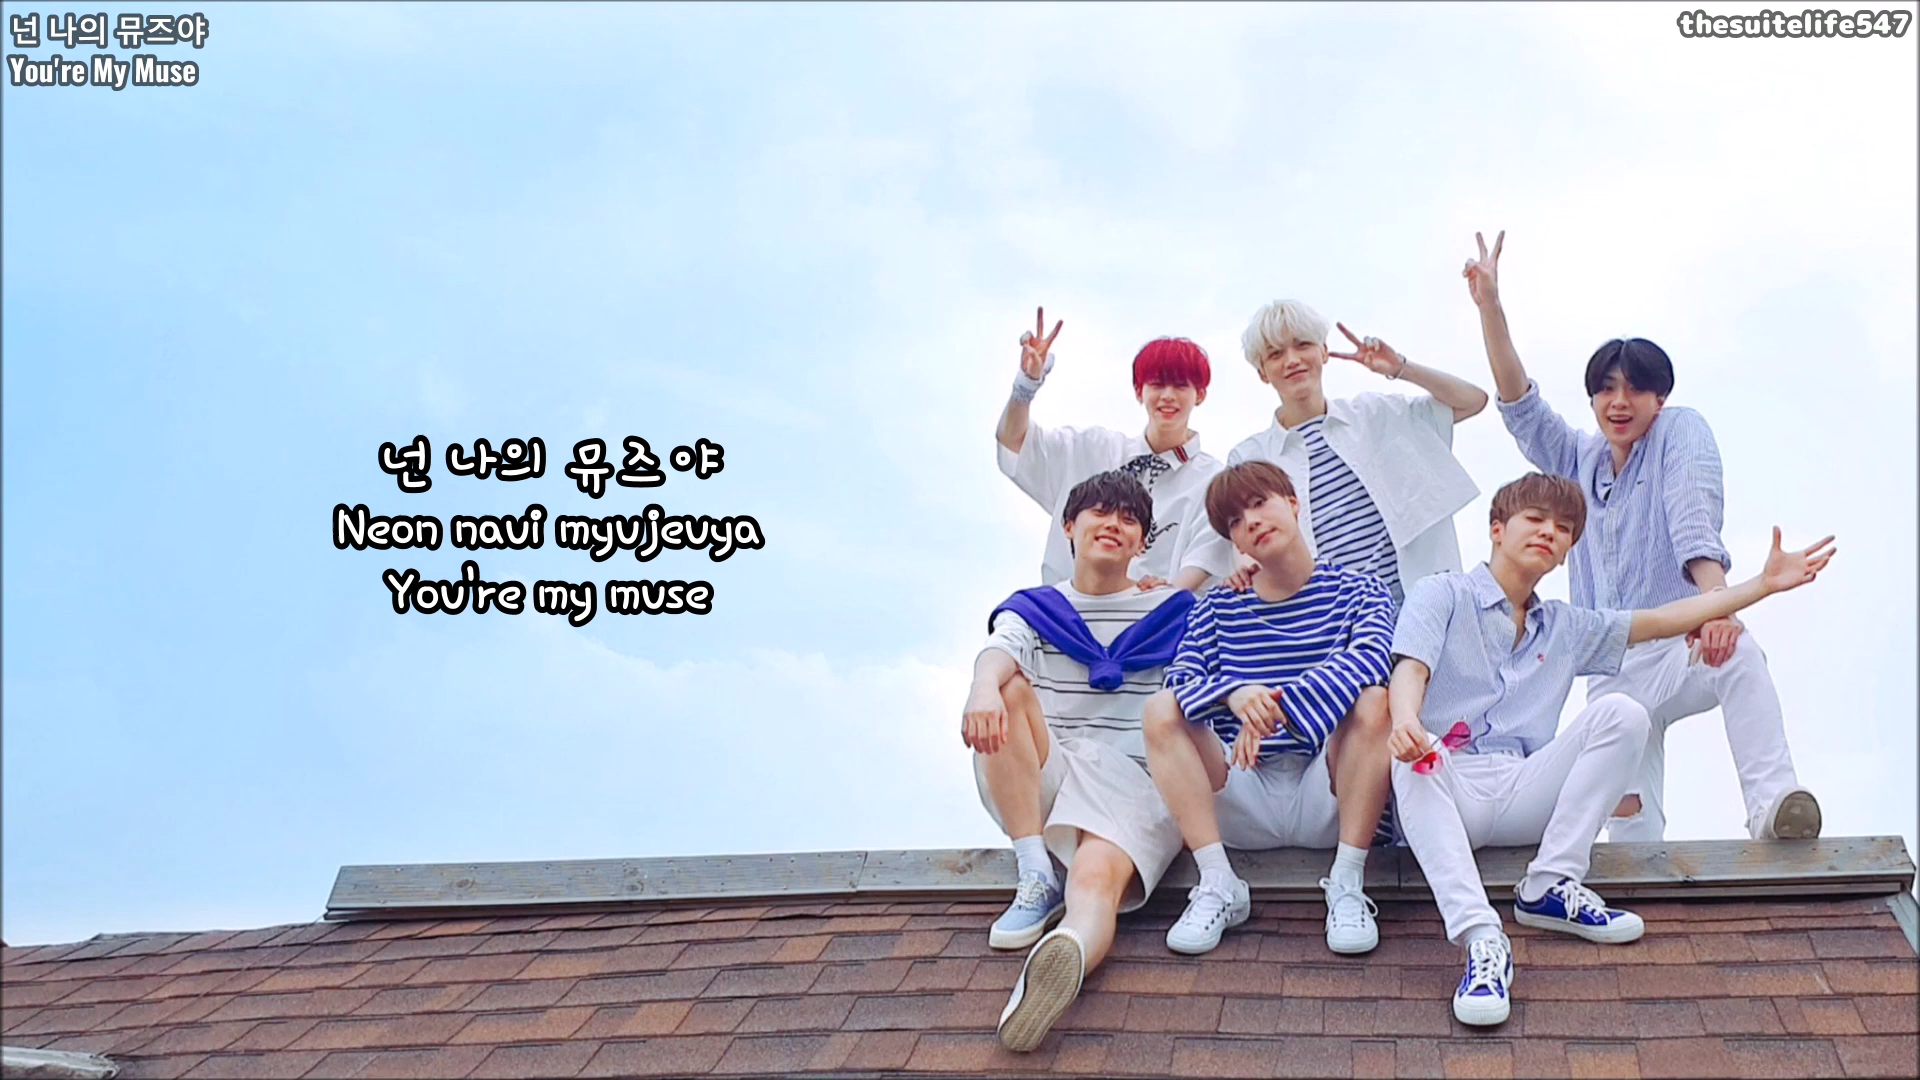 넌 나의 뮤즈야
You're My Muse
thesuitelife547
넌 나의 뮤즈야
Neon naui myujeuya
You're my muse